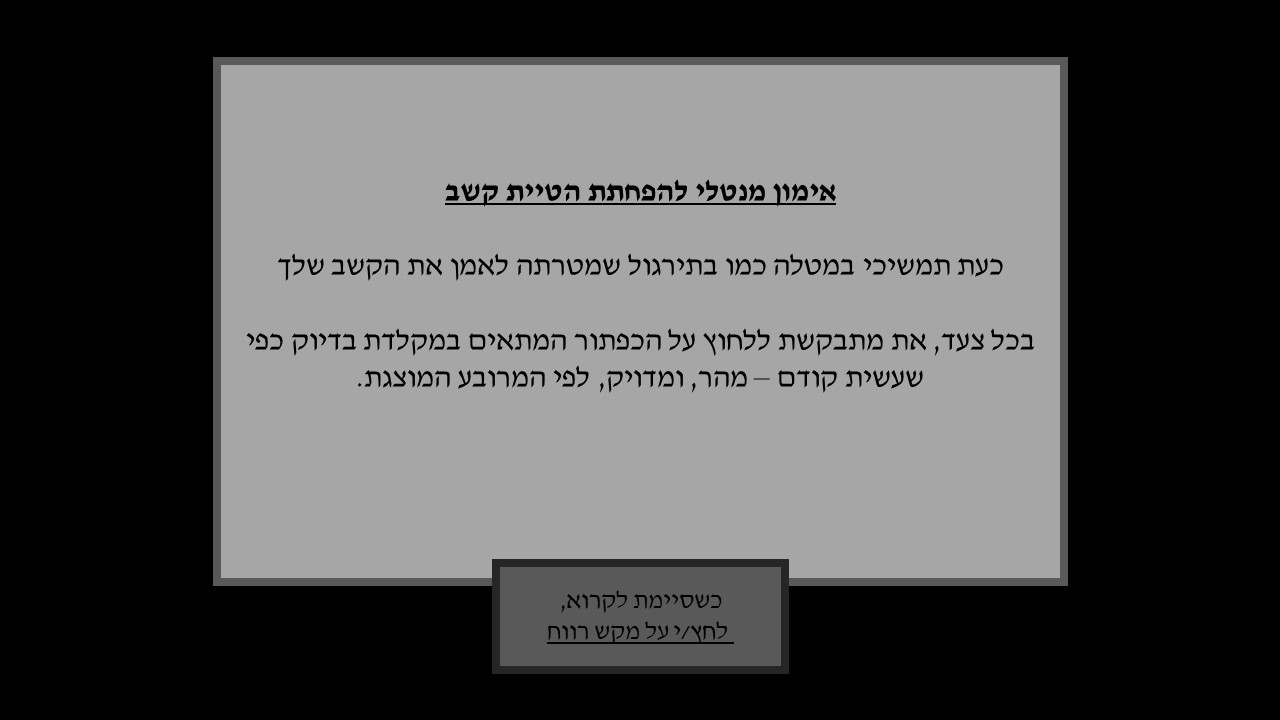 אימון מנטלי להפחתת הטיית קשב
כעת תמשיכי במטלה כמו בתירגול שמטרתה לאמן את הקשב שלך
בכל צעד, את מתבקשת ללחוץ על הכפתור המתאים במקלדת בדיוק כפי
שעשית קודם – מהר, ומדויק, לפי המרובע המוצגת.
כשסיימת לקרוא,
לחץ/י על מקש רווח